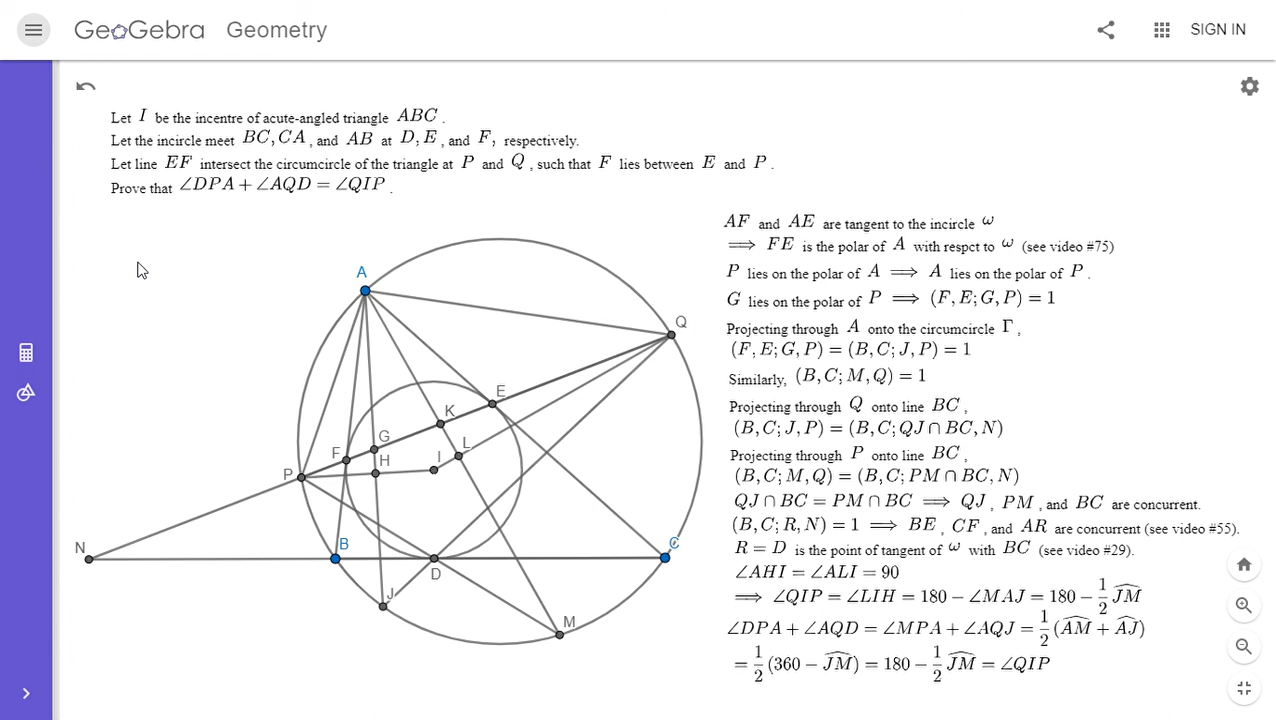 GeoGebra Geometry SIGN IN
Let I be the incentre of acute-angled triangle ABC .
Let the incircle meet BC, CA , and AB at D, E , and F, respectively.
Let line EF intersect the circumcircle of the triangle at P and Q , such that F lies between E and P .
Prove that ∠DPA + ∠AQD = ∠QIP .
AF and AE are tangent to the incircle ω
⟹ FE is the polar of A with respct to ω (see video #75)
P lies on the polar of A ⟹ A lies on the polar of P .
G lies on the polar of P ⟹ (F, E; G, P) = 1
Projecting through A onto the circumcircle Γ ,
(F, E; G, P) = (B, C; J, P) = 1
Similarly, (B, C; M, Q) = 1
Projecting through Q onto line BC ,
(B, C; J, P) = (B, C; QJ ∩ BC, N)
Projecting through P onto line BC ,
(B, C; M, Q) = (B, C; PM ∩ BC, N)
QJ ∩ BC = PM ∩ BC ⟹ QJ , PM , and BC are concurrent.
(B, C; R, N) = 1 ⟹ BE , CF , and AR are concurrent (see video #55).
R = D is the point of tangent of ω with BC (see video #29).
∠AHI = ∠ALI = 90
⟹ ∠QIP = ∠LIH = 180 − ∠MAJ = 180 − 1/2 JM͡
∠DPA + ∠AQD = ∠MPA + ∠AQJ = 1/2 (AM͡ + AJ͡)
= 1/2 (360 − JM͡) = 180 − 1/2 JM͡ = ∠QIP
A
Q
E
K
G
L
F
H
I
P
N
B
C
D
J
M